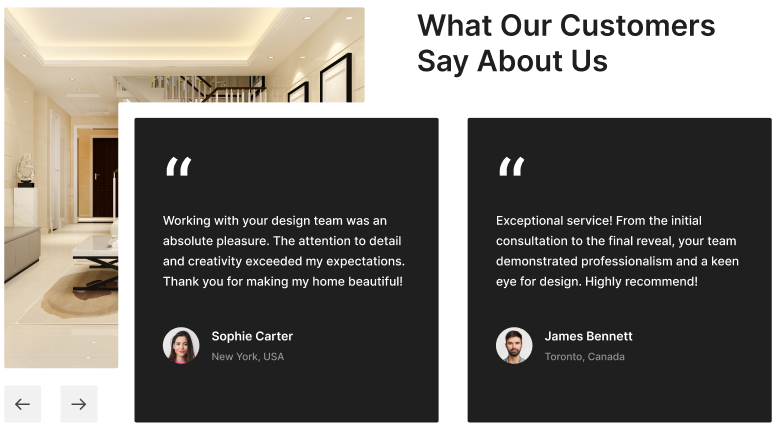 What Our Customers
Say About Us
“
Working with your design team was an
absolute pleasure. The attention to detail
and creativity exceeded my expectations.
Thank you for making my home beautiful!
Sophie Carter
New York, USA
“
Exceptional service! From the initial
consultation to the final reveal, your team
demonstrated professionalism and a keen
eye for design. Highly recommend!
James Bennett
Toronto, Canada